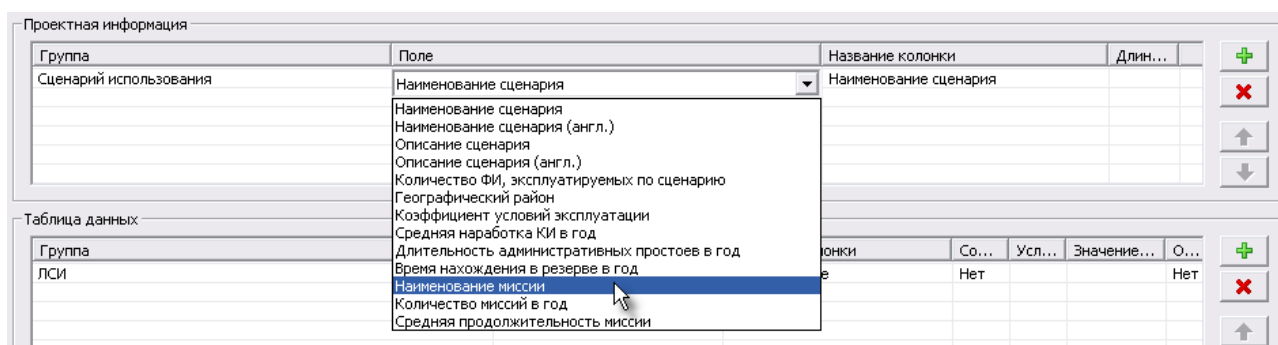 Проектная информация
Группа Поле Название колонки Длин...
Сценарий использования Наименование сценария Наименование сценария
Наименование сценария
Наименование сценария (англ.)
Описание сценария
Описание сценария (англ.)
Количество ФИ, эксплуатируемых по сценарию
Географический район
Коэффициент условий эксплуатации
Средняя наработка КИ в год
Длительность административных простоев в год
Время нахождения в резерве в год
Наименование миссии
Количество миссий в год
Средняя продолжительность миссии
Таблица данных
Группа Со... Усл... Значение... О...
ЛСИ Нет Нет